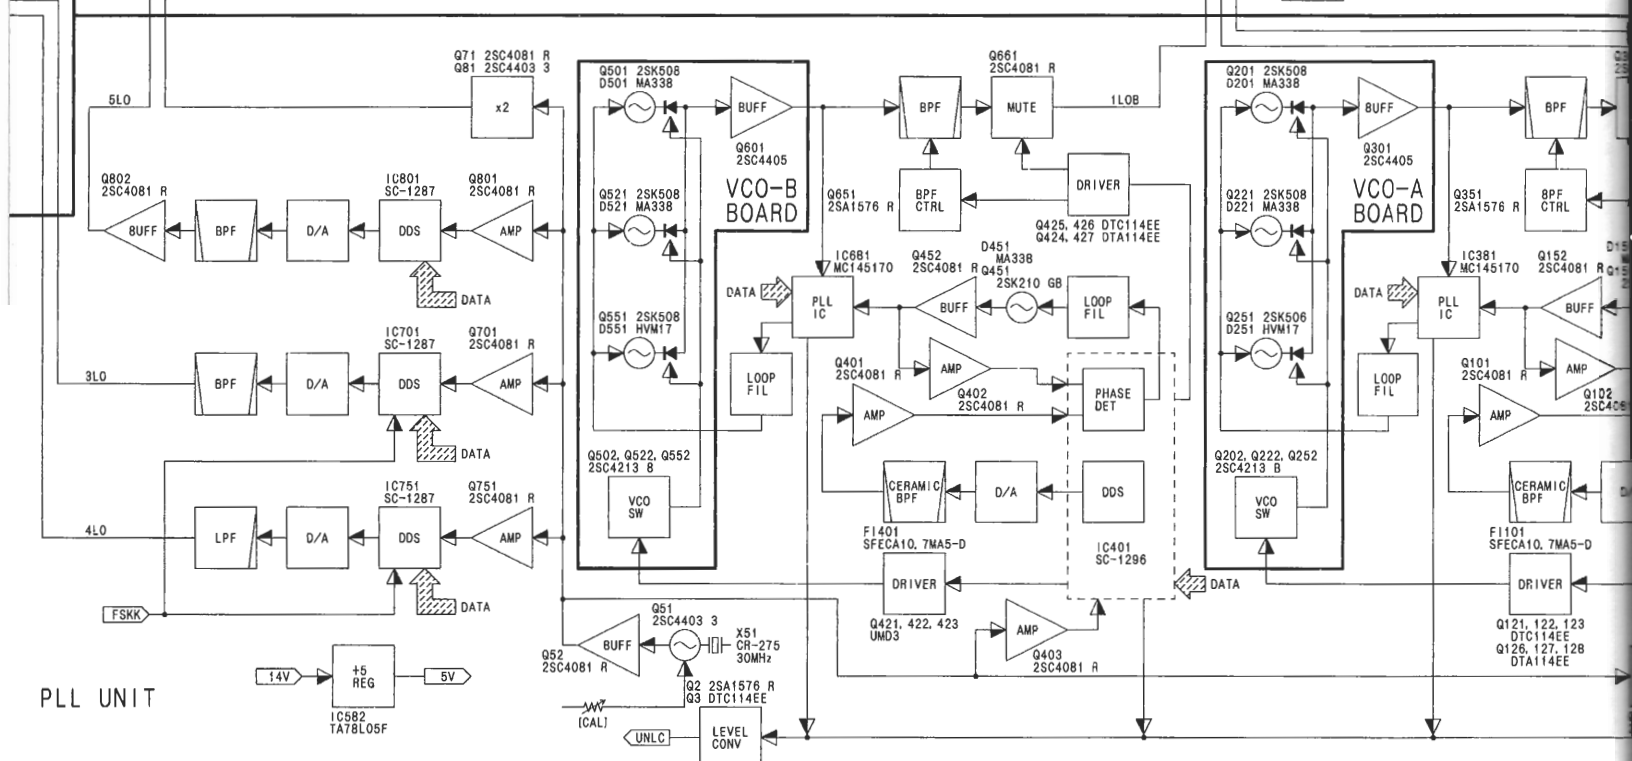 Q71 2SC4081 R
Q81 2SC4403 3
x2
5LO
Q802
2SC4081 R
BUFF
BPF
D/A
IC801
SC-1287
DDS
Q801
2SC4081 R
AMP
DATA
3LO
BPF
D/A
IC701
SC-1287
DDS
Q701
2SC4081 R
AMP
DATA
4LO
LPF
D/A
IC751
SC-1287
DDS
Q751
2SC4081 R
AMP
DATA
FSKK
14V
+5
REG
5V
IC582
TA78L05F
PLL UNIT
Q501 2SK508
D501 MA338
BUFF
Q601
2SC4405
VCO-B
BOARD
Q521 2SK508
D521 MA338
Q551 2SK508
D551 HVM17
LOOP
FIL
Q502, Q522, Q552
2SC4213 B
VCO
SW
Q52
2SC4081 R
BUFF
Q51
2SC4403 3
X51
CR-275
30MHz
[CAL]
Q2 2SA1576 R
Q3 DTC114EE
UNLC
LEVEL
CONV
BPF
Q661
2SC4081 R
MUTE
1LOB
Q651
2SA1576 R
BPF
CTRL
DRIVER
Q425, 426 DTC114EE
Q424, 427 DTA114EE
IC681
MC145170
DATA
PLL
IC
Q452
2SC4081 R
BUFF
D451
MA338
Q451
2SK210 GB
LOOP
FIL
Q401
2SC4081 R
AMP
AMP
Q402
2SC4081 R
PHASE
DET
CERAMIC
BPF
D/A
DDS
FI401
SFECA10.7MA5-D
IC401
SC-1296
DATA
DRIVER
Q421, 422, 423
UMD3
AMP
Q403
2SC4081 R
Q201 2SK508
D201 MA338
BUFF
Q301
2SC4405
VCO-A
BOARD
Q221 2SK508
D221 MA338
Q251 2SK506
D251 HVM17
LOOP
FIL
Q202, Q222, Q252
2SC4213 B
VCO
SW
BPF
Q351
2SA1576 R
BPF
CTRL
IC381
MC145170
DATA
PLL
IC
Q152
2SC4081 R
BUFF
Q101
2SC4081 R
AMP
AMP
Q102
CERAMIC
BPF
FI101
SFECA10.7MA5-D
DRIVER
Q121, 122, 123
DTC114EE
Q126, 127, 128
DTA114EE